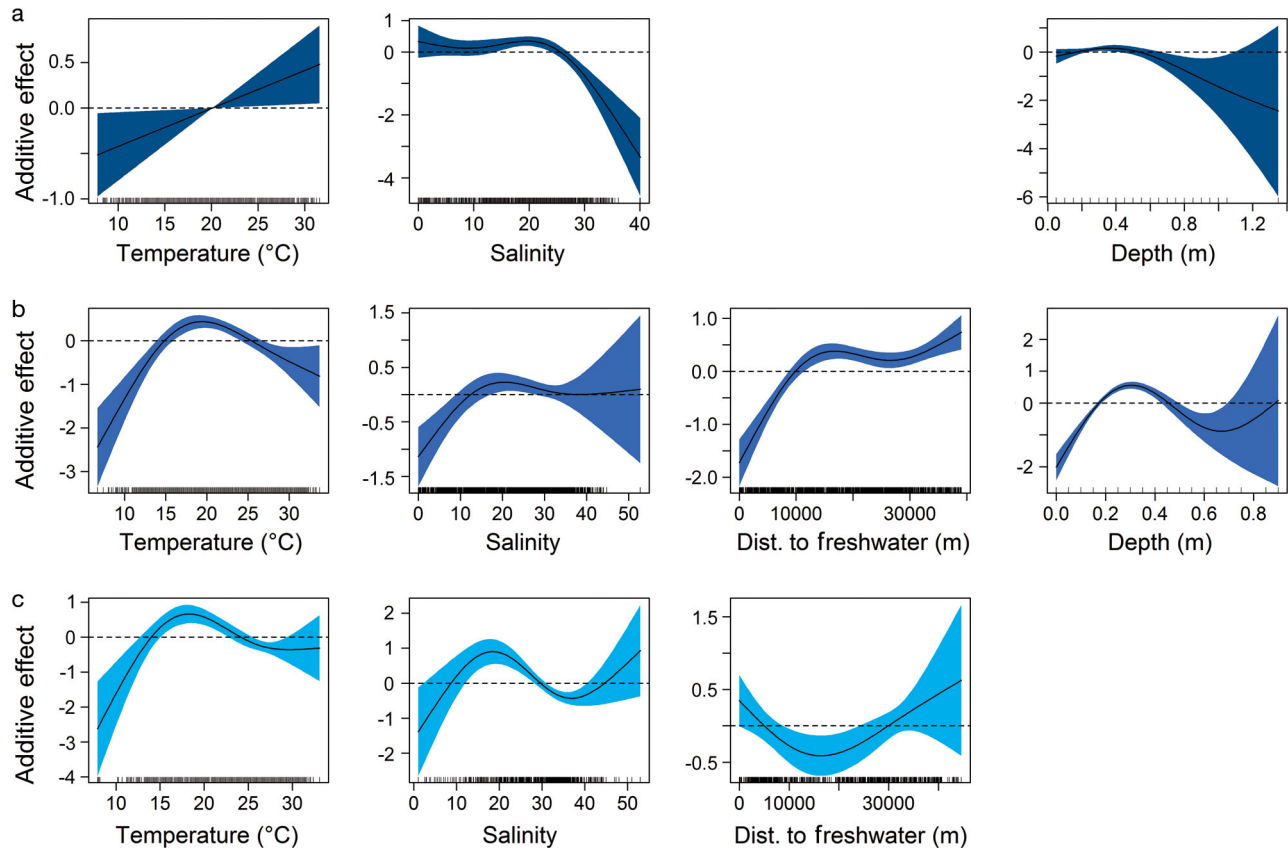 a
Additive effect
0.5
0.0
-1.0
10 15 20 25 30
Temperature (°C)
1
0
-2
-4
0 10 20 30 40
Salinity
0
-2
-4
-6
0.0 0.4 0.8 1.2
Depth (m)
b
Additive effect
0
-1
-2
-3
10 15 20 25 30
Temperature (°C)
1.5
0.5
-0.5
-1.5
0 10 20 30 40 50
Salinity
1.0
0.0
-1.0
-2.0
0 10000 30000
Dist. to freshwater (m)
2
1
0
-2
0.0 0.2 0.4 0.6 0.8
Depth (m)
c
Additive effect
1
0
-1
-2
-3
-4
10 15 20 25 30
Temperature (°C)
2
1
0
-1
-2
0 10 20 30 40 50
Salinity
1.5
0.5
-0.5
0 10000 30000
Dist. to freshwater (m)